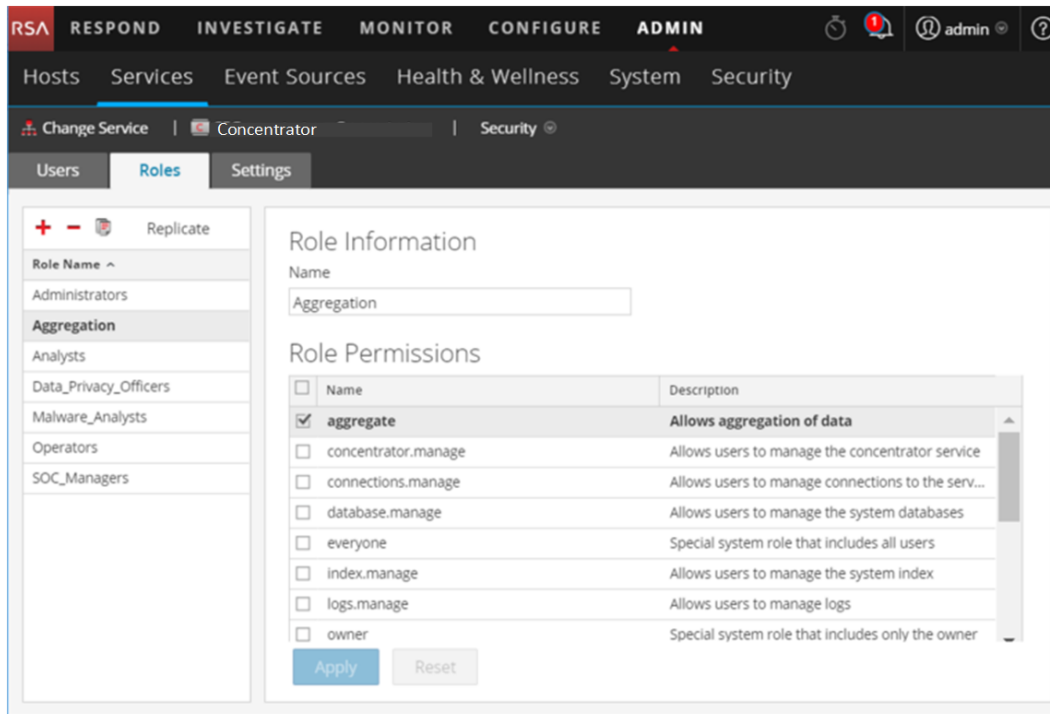 RSA RESPOND INVESTIGATE MONITOR CONFIGURE ADMIN 1 admin ?
Hosts Services Event Sources Health & Wellness System Security
Change Service | C Concentrator | Security
Users Roles Settings
Replicate
Role Name
Administrators
Aggregation
Analysts
Data_Privacy_Officers
Malware_Analysts
Operators
SOC_Managers
Role Information
Name
Aggregation
Role Permissions
Name Description
aggregate Allows aggregation of data
concentrator.manage Allows users to manage the concentrator service
connections.manage Allows users to manage connections to the serv...
database.manage Allows users to manage the system databases
everyone Special system role that includes all users
index.manage Allows users to manage the system index
logs.manage Allows users to manage logs
owner Special system role that includes only the owner
Apply Reset